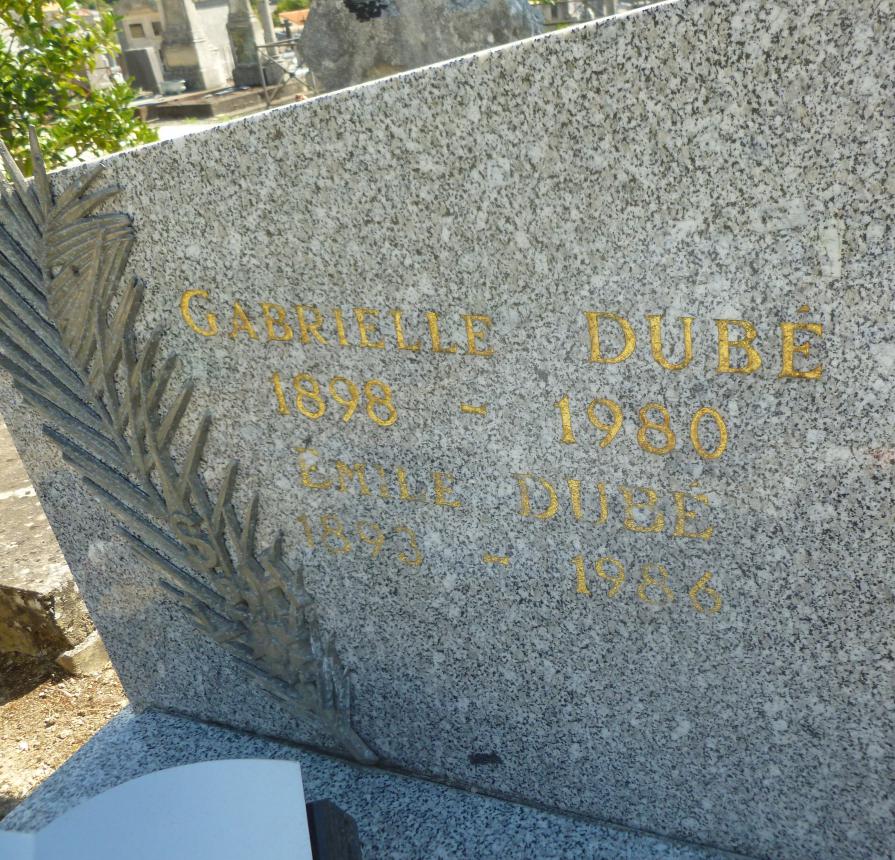 GABRIELLE DUBÉ
1898 - 1980
EMILE DUBÉ
1893 - 1986